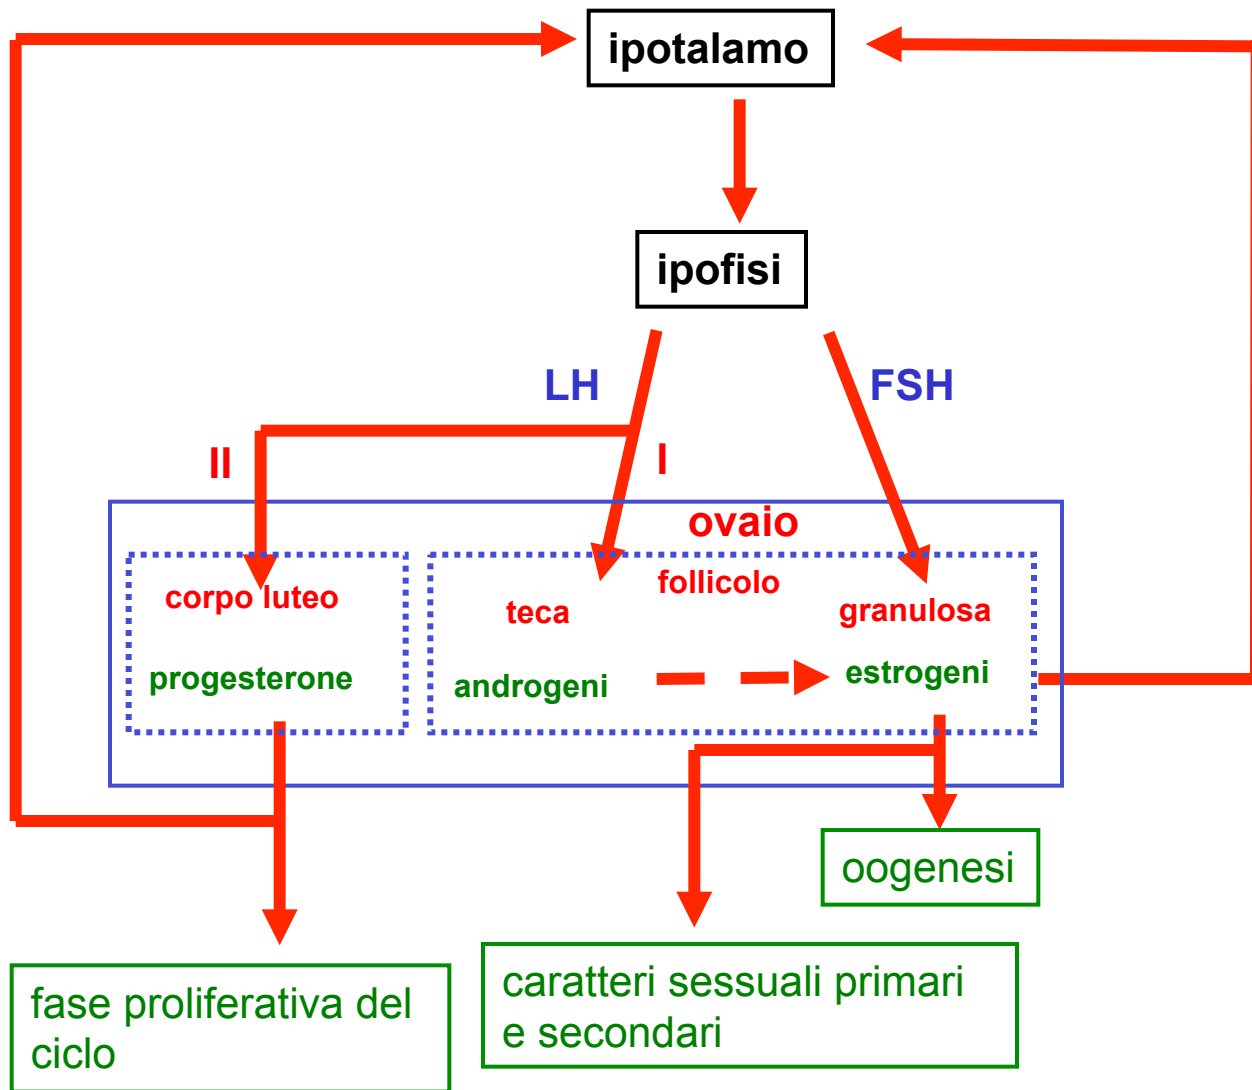 ipotalamo
ipofisi
LH
FSH
II
I
ovaio
corpo luteo
follicolo
teca
granulosa
progesterone
androgeni
estrogeni
oogenesi
fase proliferativa del
ciclo
caratteri sessuali primari
e secondari